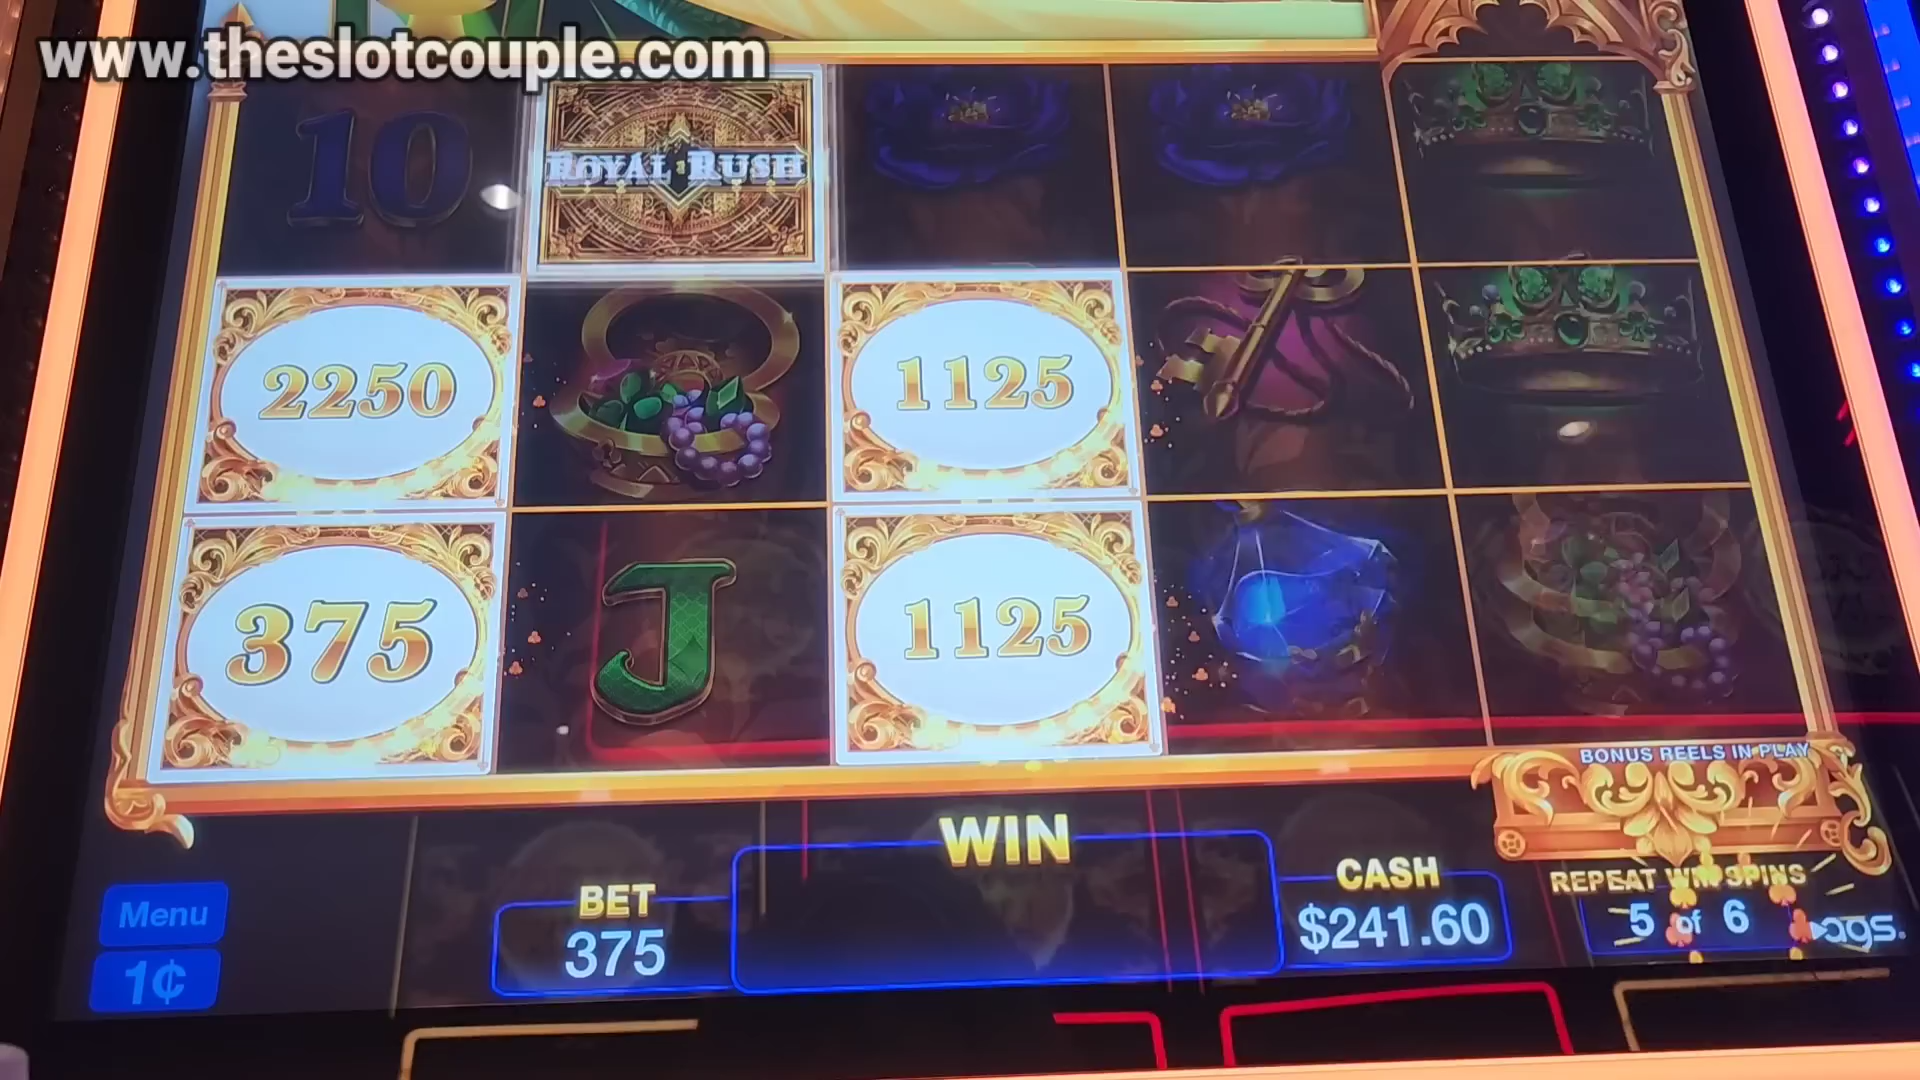 www.theslotcouple.com
10
ROYAL RUSH
2250
1125
375
J
1125
BONUS REELS IN PLAY
WIN
BET
375
CASH
$241.60
REPEAT WIN SPINS
5 of 6
ags.
Menu
1¢